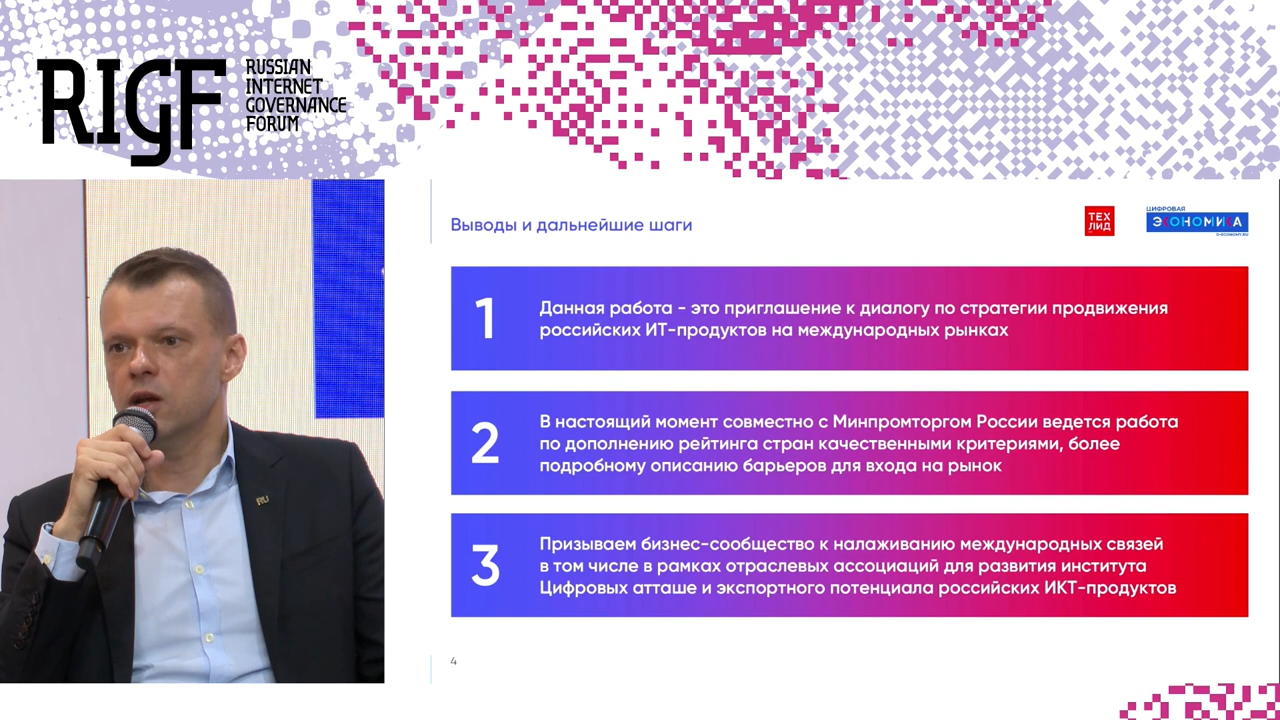 RIGF
RUSSIAN
INTERNET
GOVERNANCE
FORUM
Выводы и дальнейшие шаги
ТЕХ
ЛИД
ЦИФРОВАЯ
ЭКОНОМИКА
D-ECONOMY.RU
1
Данная работа - это приглашение к диалогу по стратегии продвижения
российских ИТ-продуктов на международных рынках
2
В настоящий момент совместно с Минпромторгом России ведется работа
по дополнению рейтинга стран качественными критериями, более
подробному описанию барьеров для входа на рынок
3
Призываем бизнес-сообщество к налаживанию международных связей
в том числе в рамках отраслевых ассоциаций для развития института
Цифровых атташе и экспортного потенциала российских ИКТ-продуктов
RU
4